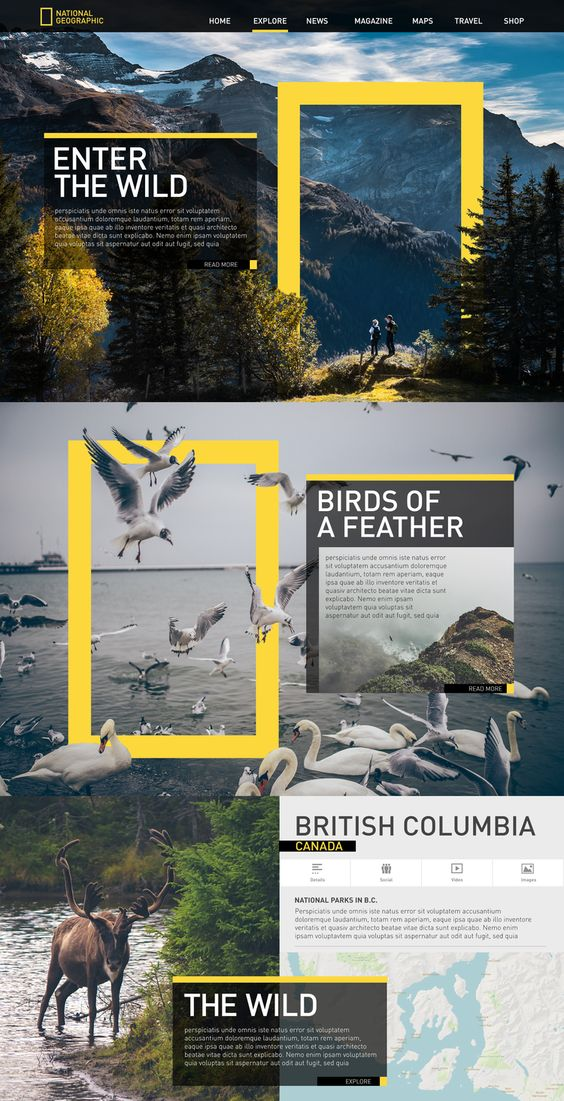 NATIONAL
GEOGRAPHIC
HOME EXPLORE NEWS MAGAZINE MAPS TRAVEL SHOP
ENTER
THE WILD
perspiciatis unde omnis iste natus error sit voluptatem
accusantium doloremque laudantium, totam rem aperiam,
eaque ipsa quae ab illo inventore veritatis et quasi architecto
beatae vitae dicta sunt explicabo. Nemo enim ipsam voluptatem
quia voluptas sit aspernatur aut odit aut fugit, sed quia
READ MORE
BIRDS OF
A FEATHER
perspiciatis unde omnis iste natus error
sit voluptatem accusantium doloremque
laudantium, totam rem aperiam, eaque
ipsa quae ab illo inventore veritatis et
quasiv architecto beatae vitae dicta sunt
explicabo. Nemo enim ipsam
voluptatevm quia voluptas sit
aspernatur aut odit aut fugit, sed quia
READ MORE
BRITISH COLUMBIA
CANADA
Details Social Video Images
NATIONAL PARKS IN B.C.
Perspiciatis unde omnis iste natus error sit voluptatem accusantium
doloremque laudantium, totam rem aperiam, eaque ipsa quae ab illo inventore
veritatis et quasi architecto beatae vitae dicta sunt explicabo. Nemo enim
ipsam voluptatvem quia voluptas sit aspernatur aut odit aut fugit, sed quia
THE WILD
perspiciatis unde omnis iste natus error sit voluptatem
accusantium doloremque laudantium, totam rem aperiam,
eaque ipsa quae ab illo inventore veritatis et quasi
architecto beatae vitae dicta sunt explicabo. Nemo enim
ipsam voluptatem quia voluptas sit aspernatur aut odit
aut fugit, sed quia
EXPLORE